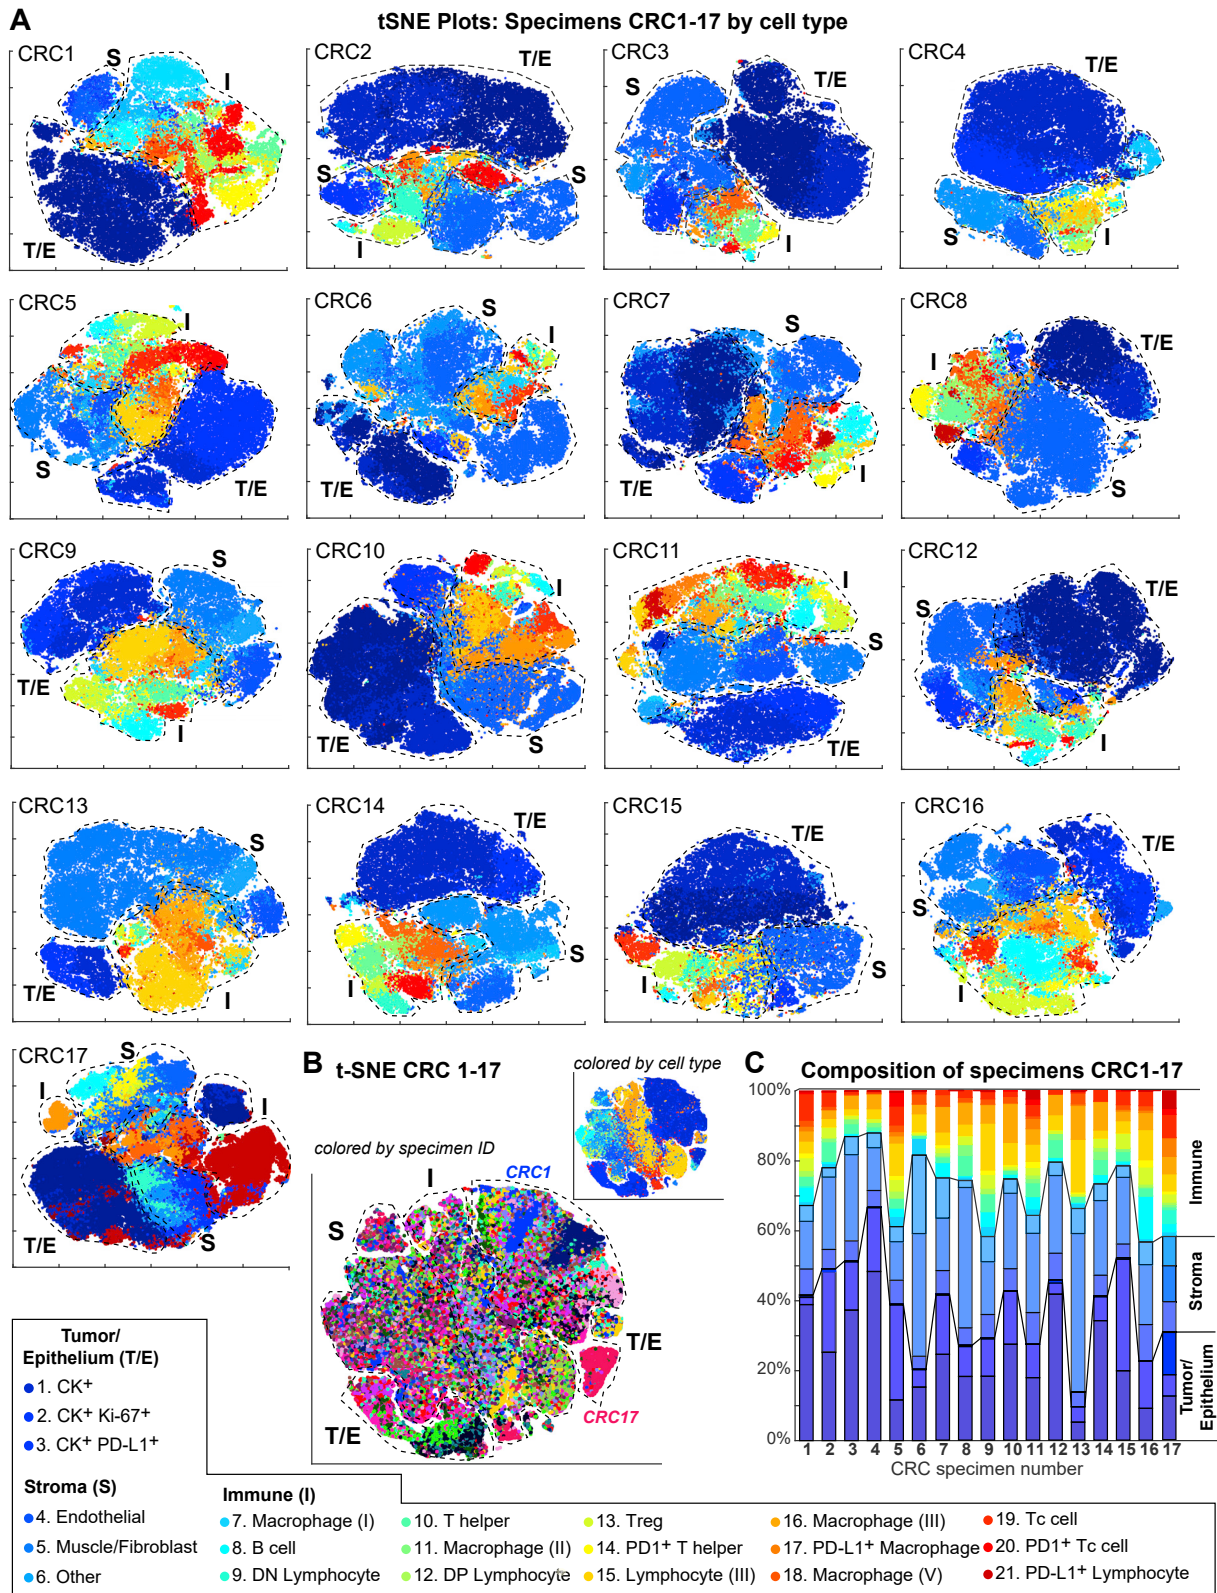 A
tSNE Plots: Specimens CRC1-17 by cell type
CRC1
S
I
T/E
CRC2
T/E
S
S
I
CRC3
S
T/E
I
CRC4
T/E
S
I
CRC5
I
S
T/E
CRC6
S
I
T/E
CRC7
S
T/E
I
CRC8
I
T/E
S
CRC9
S
T/E
I
CRC10
I
T/E
S
CRC11
I
S
T/E
CRC12
S
T/E
I
CRC13
S
T/E
I
CRC14
T/E
S
I
CRC15
T/E
S
I
CRC16
T/E
S
I
CRC17
S
I
I
T/E
S
B
t-SNE CRC 1-17
colored by cell type
colored by specimen ID
I
CRC1
S
T/E
CRC17
T/E
C
Composition of specimens CRC1-17
100%
80%
60%
40%
20%
0%
Immune
Stroma
Tumor/
Epithelium
1 2 3 4 5 6 7 8 9 10 11 12 13 14 15 16 17
CRC specimen number
Tumor/
Epithelium (T/E)
1. CK+
2. CK+ Ki-67+
3. CK+ PD-L1+
Stroma (S)
4. Endothelial
5. Muscle/Fibroblast
6. Other
Immune (I)
7. Macrophage (I)
8. B cell
9. DN Lymphocyte
10. T helper
11. Macrophage (II)
12. DP Lymphocyte
13. Treg
14. PD1+ T helper
15. Lymphocyte (III)
16. Macrophage (III)
17. PD-L1+ Macrophage
18. Macrophage (V)
19. Tc cell
20. PD1+ Tc cell
21. PD-L1+ Lymphocyte